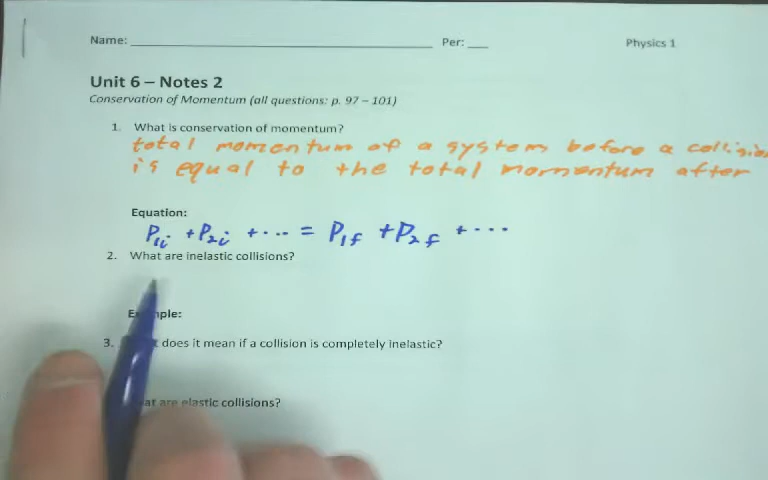 Name: Per: Physics 1
Unit 6 – Notes 2
Conservation of Momentum (all questions: p. 97 – 101)
1. What is conservation of momentum?
total momentum of a system before a collision
is equal to the total momentum after
Equation:
P1i + P2i + ... = P1f + P2f + ...
2. What are inelastic collisions?
3. does it mean if a collision is completely inelastic?
are elastic collisions?